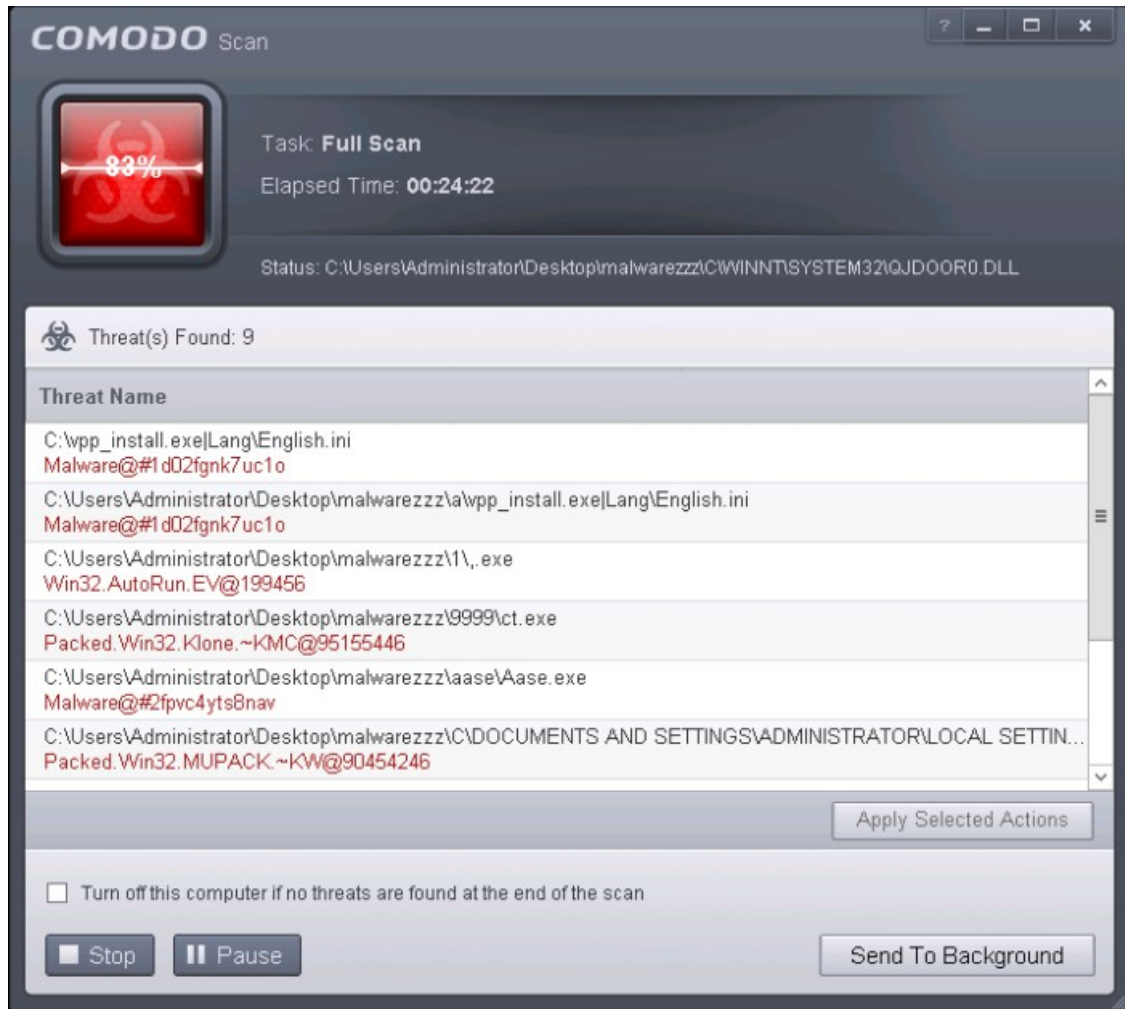 COMODO Scan
?
83%
Task: Full Scan
Elapsed Time: 00:24:22
Status: C:\Users\Administrator\Desktop\malwarezzz\C\WINNT\SYSTEM32\QJDOOR0.DLL
Threat(s) Found: 9
Threat Name
C:\vpp_install.exe|Lang\English.ini
Malware@#1d02fgnk7uc1o
C:\Users\Administrator\Desktop\malwarezzz\a\vpp_install.exe|Lang\English.ini
Malware@#1d02fgnk7uc1o
C:\Users\Administrator\Desktop\malwarezzz\1\,.exe
Win32.AutoRun.EV@199456
C:\Users\Administrator\Desktop\malwarezzz\9999\ct.exe
Packed.Win32.Klone.~KMC@95155446
C:\Users\Administrator\Desktop\malwarezzz\aase\Aase.exe
Malware@#2fpvc4yts8nav
C:\Users\Administrator\Desktop\malwarezzz\C\DOCUMENTS AND SETTINGS\ADMINISTRATOR\LOCAL SETTIN...
Packed.Win32.MUPACK.~KW@90454246
Apply Selected Actions
Turn off this computer if no threats are found at the end of the scan
Stop
Pause
Send To Background